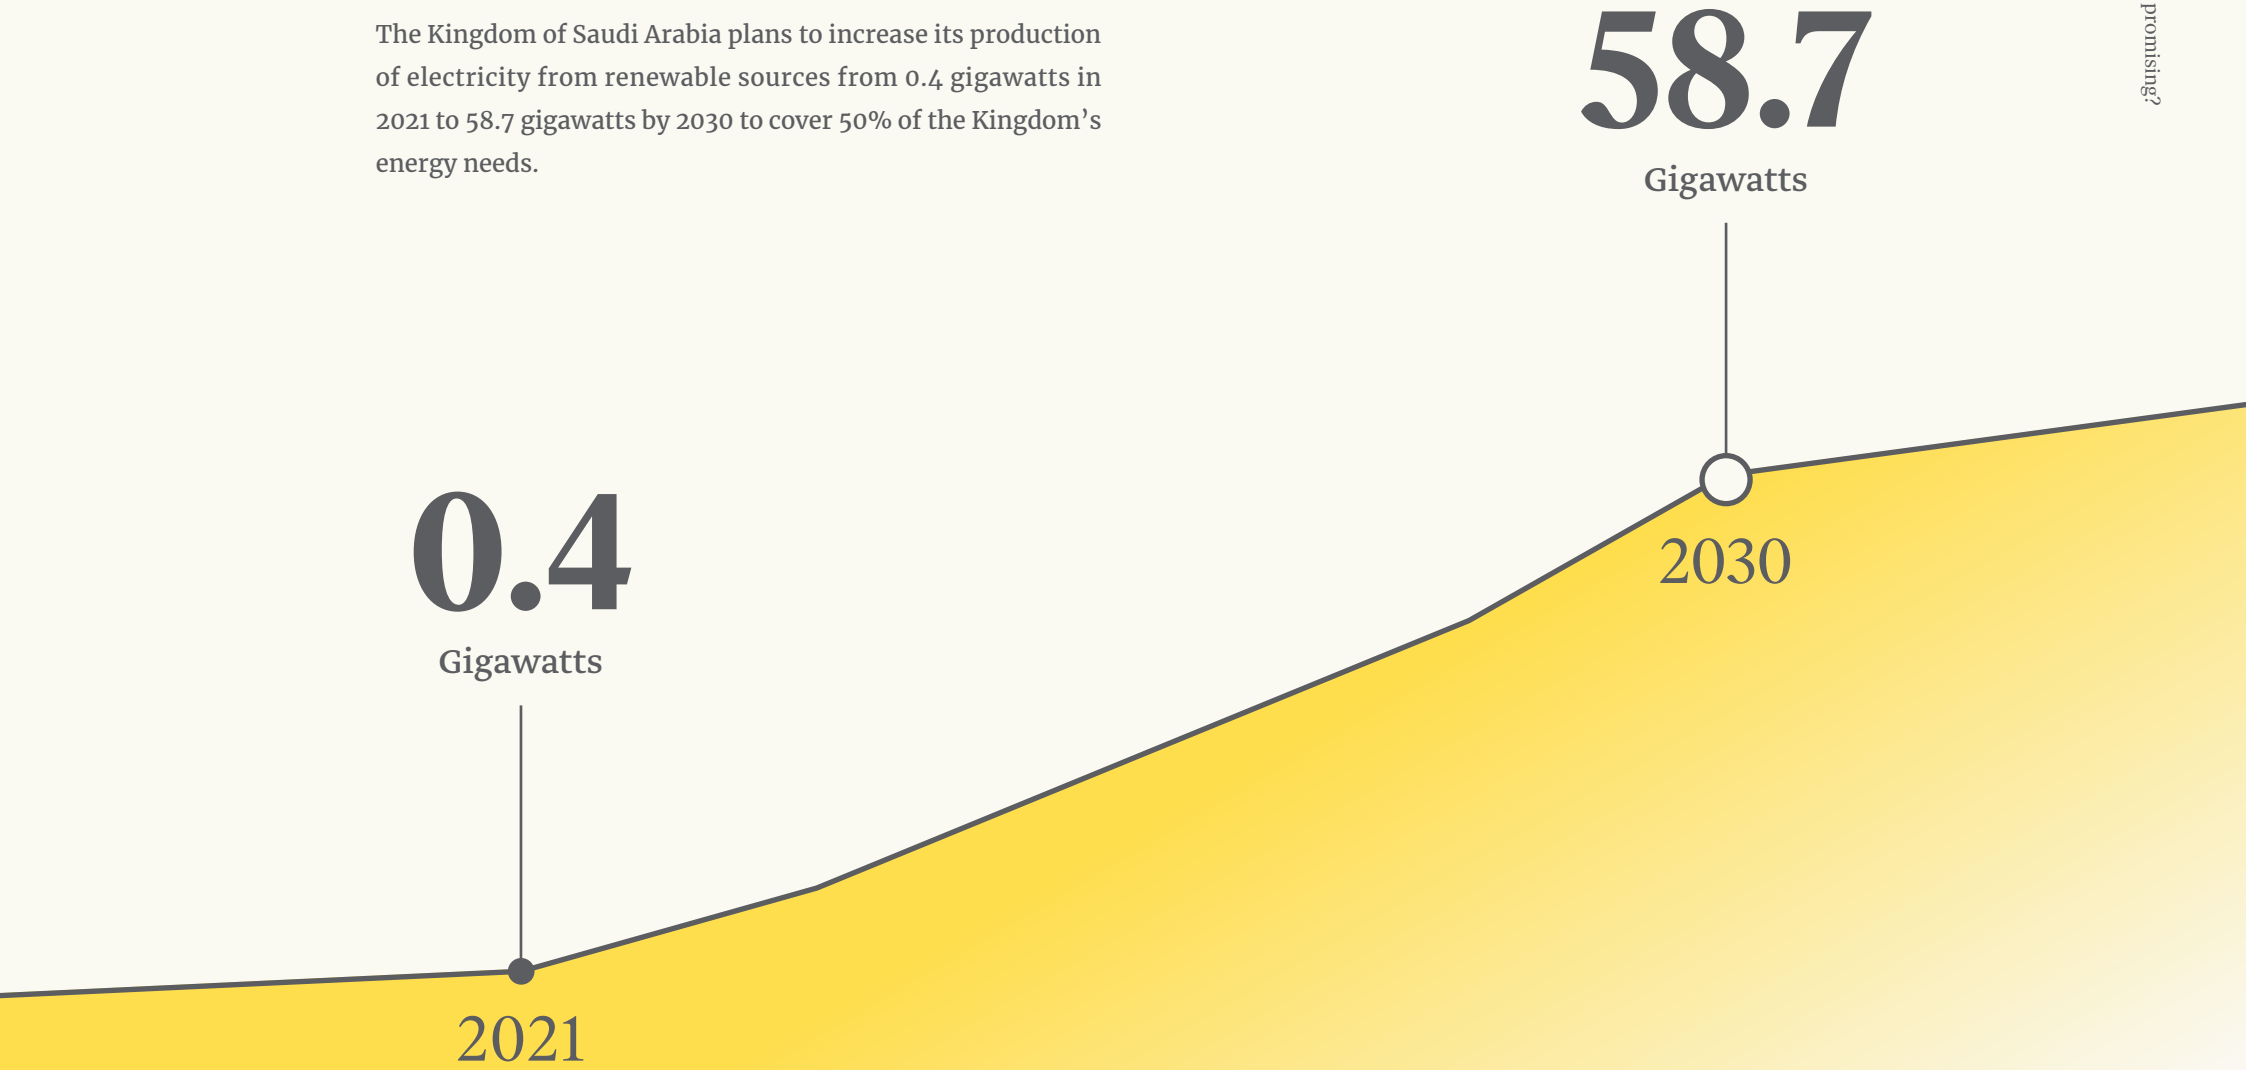 The Kingdom of Saudi Arabia plans to increase its production
of electricity from renewable sources from 0.4 gigawatts in
2021 to 58.7 gigawatts by 2030 to cover 50% of the Kingdom’s
energy needs.
58.7
Gigawatts
2030
0.4
Gigawatts
2021
promising?